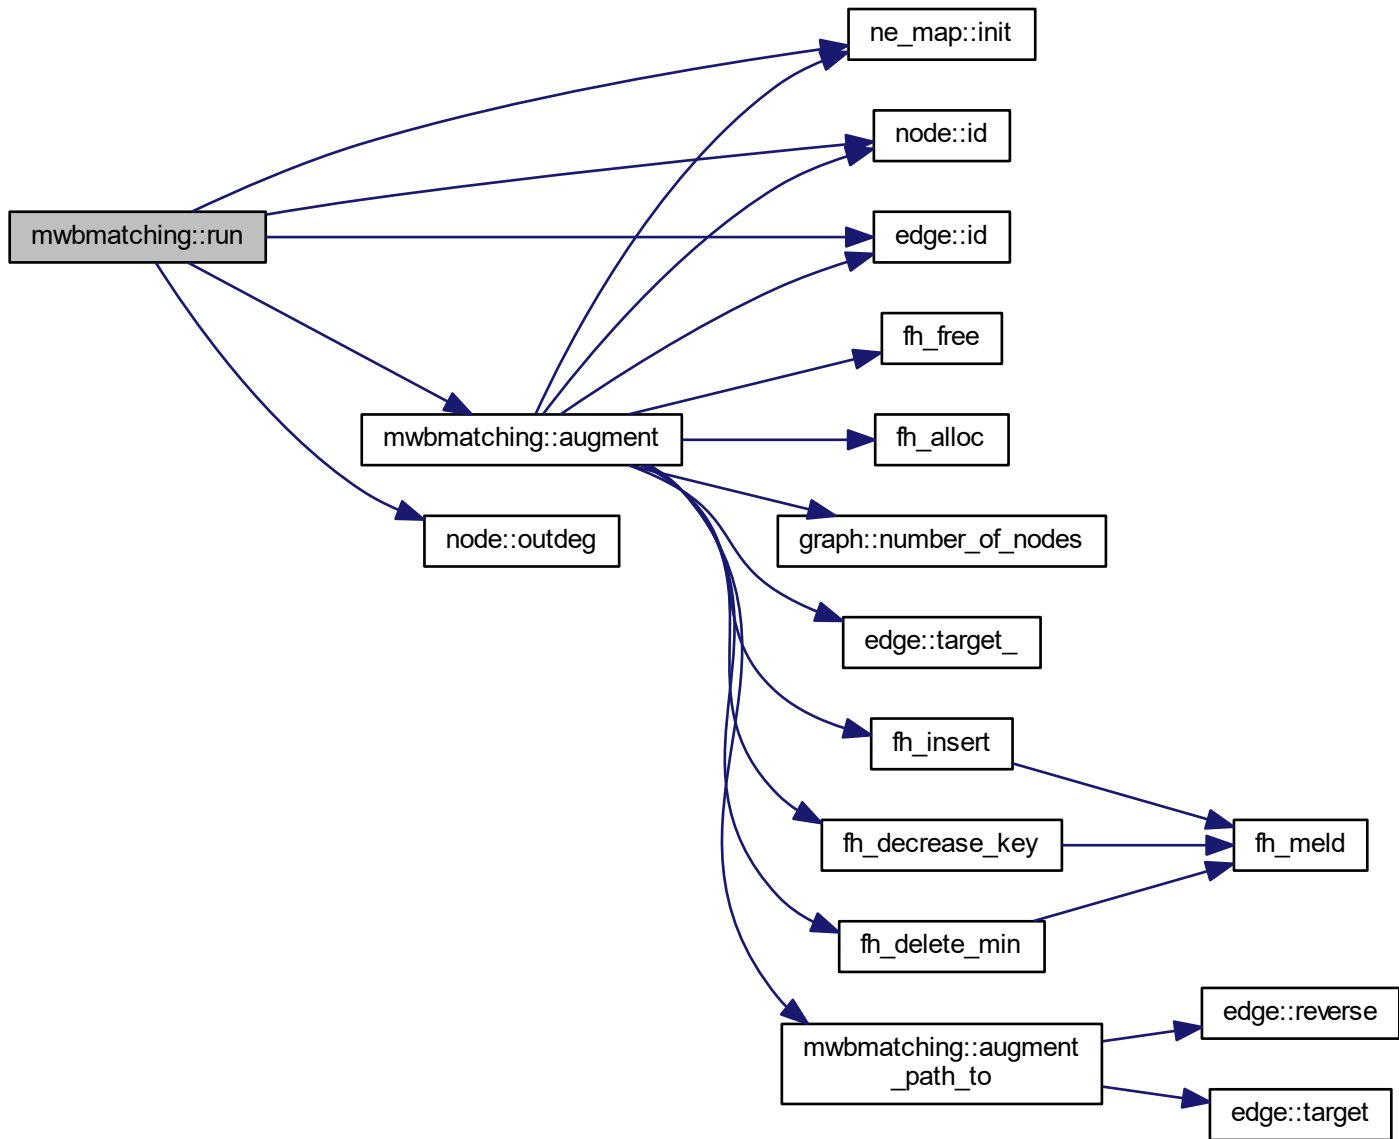 ne_map::init
node::id
mwbmatching::run
edge::id
fh_free
mwbmatching::augment
fh_alloc
node::outdeg
graph::number_of_nodes
edge::target_
fh_insert
fh_decrease_key
fh_meld
fh_delete_min
edge::reverse
mwbmatching::augment
_path_to
edge::target